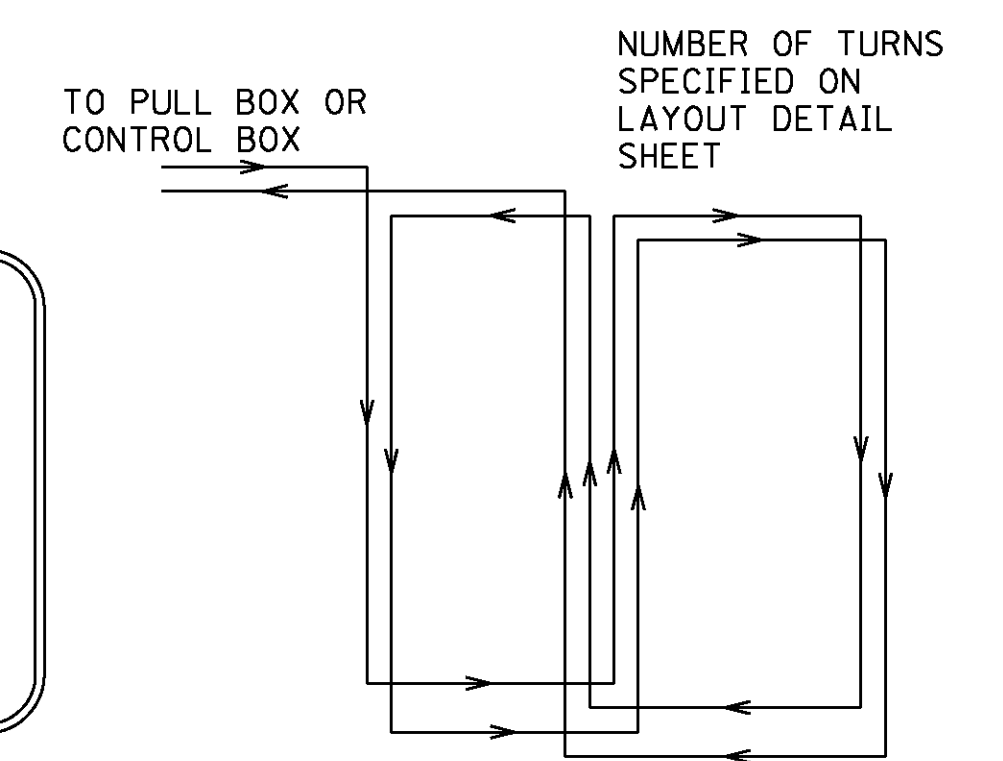 TO PULL BOX OR
CONTROL BOX
NUMBER OF TURNS
SPECIFIED ON
LAYOUT DETAIL
SHEET